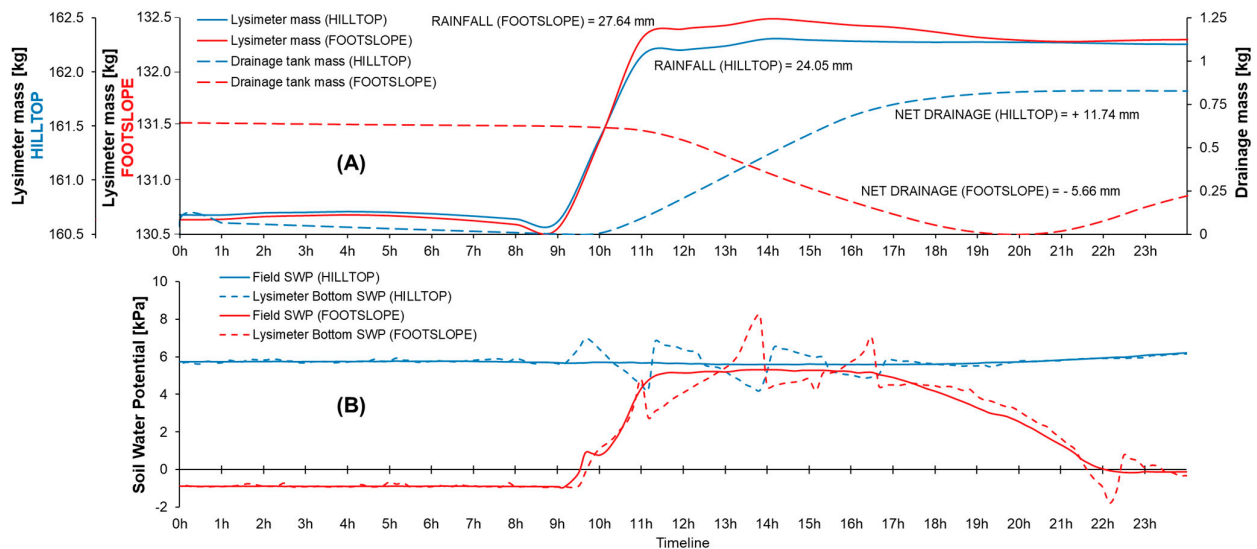 Lysimeter mass [kg]
HILLTOP
Lysimeter mass [kg]
FOOTSLOPE
Drainage mass [kg]
162.5
162.0
161.5
161.0
160.5
132.5
132.0
131.5
131.0
130.5
1.25
1
0.75
0.5
0.25
0
Lysimeter mass (HILLTOP)
Lysimeter mass (FOOTSLOPE)
Drainage tank mass (HILLTOP)
Drainage tank mass (FOOTSLOPE)
RAINFALL (FOOTSLOPE) = 27.64 mm
RAINFALL (HILLTOP) = 24.05 mm
NET DRAINAGE (HILLTOP) = + 11.74 mm
NET DRAINAGE (FOOTSLOPE) = - 5.66 mm
(A)
0h 1h 2h 3h 4h 5h 6h 7h 8h 9h 10h 11h 12h 13h 14h 15h 16h 17h 18h 19h 20h 21h 22h 23h
Soil Water Potential [kPa]
10
8
6
4
2
0
-2
Field SWP (HILLTOP)
Lysimeter Bottom SWP (HILLTOP)
Field SWP (FOOTSLOPE)
Lysimeter Bottom SWP (FOOTSLOPE)
(B)
0h 1h 2h 3h 4h 5h 6h 7h 8h 9h 10h 11h 12h 13h 14h 15h 16h 17h 18h 19h 20h 21h 22h 23h
Timeline